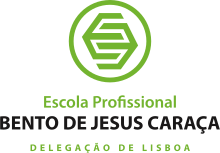 Escola Profissional
BENTO DE JESUS CARAÇA
DELEGAÇÃO DE LISBOA